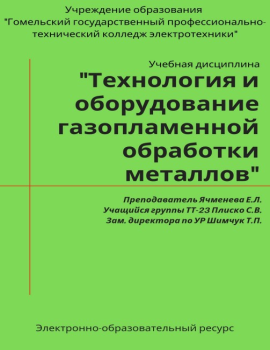 Учреждение образования
"Гомельский государственный профессионально-
технический колледж электротехники"
Учебная дисциплина
"Технология и
оборудование
газопламенной
обработки
металлов"
Преподаватель Ячменева Е.Л.
Учащийся группы ТТ-23 Плиско С.В.
Зам. директора по УР Шимчук Т.П.
Электронно-образовательный ресурс